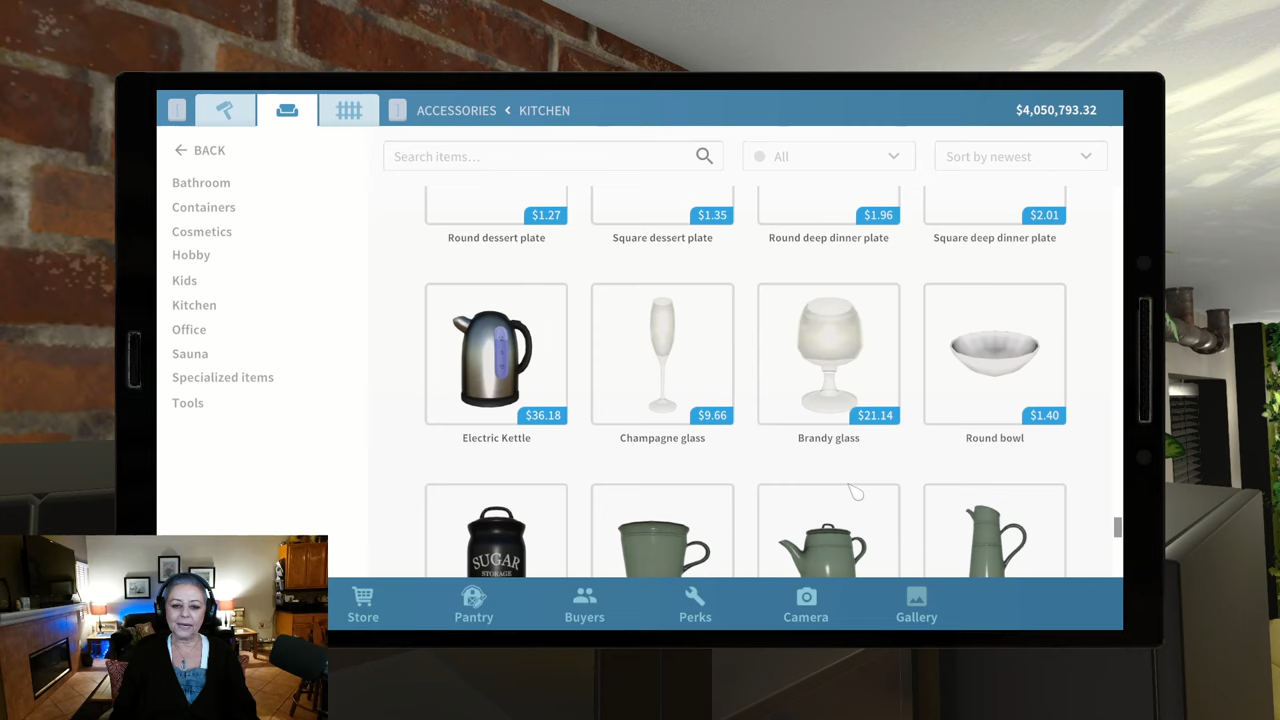 ACCESSORIES < KITCHEN
$4,050,793.32
BACK
Search items...
All
Sort by newest
Bathroom
Containers
Cosmetics
Hobby
Kids
Kitchen
Office
Sauna
Specialized items
Tools
$1.27
$1.35
$1.96
$2.01
Round dessert plate
Square dessert plate
Round deep dinner plate
Square deep dinner plate
$36.18
$9.66
$21.14
$1.40
Electric Kettle
Champagne glass
Brandy glass
Round bowl
SUGAR
STORAGE
Store
Pantry
Buyers
Perks
Camera
Gallery